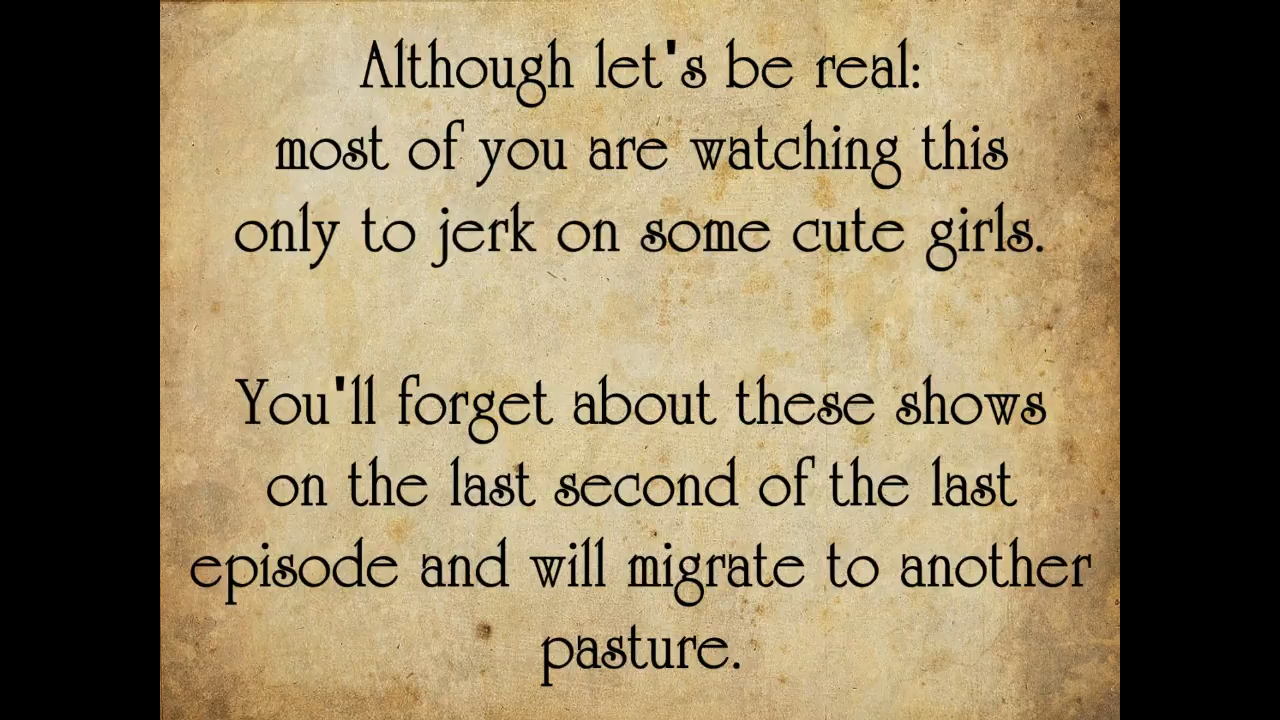 Although let's be real:
most of you are watching this
only to jerk on some cute girls.
You'll forget about these shows
on the last second of the last
episode and will migrate to another
pasture.